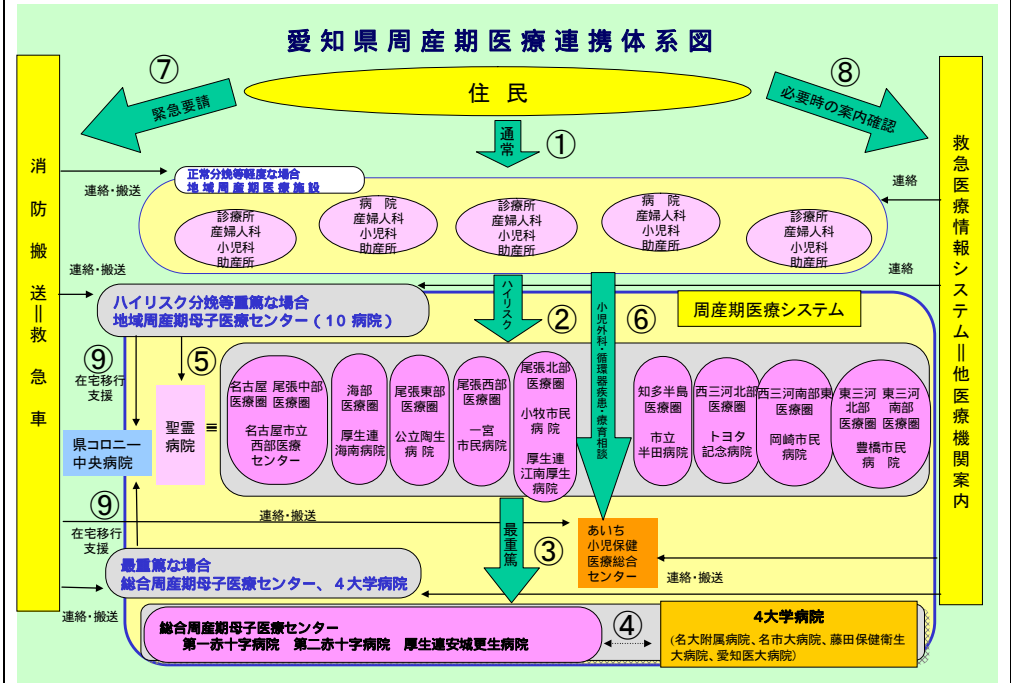 愛知県周産期医療連携体系図
⑦
緊急要請
住民
⑧
必要時の案内確認
通常
①
消防搬送＝救急車
救急医療情報システム＝他医療機関案内
連絡・搬送
正常分娩等軽度な場合
地域周産期医療施設
連絡
診療所
産婦人科
小児科
助産所
病　院
産婦人科
小児科
助産所
診療所
産婦人科
小児科
助産所
病　院
産婦人科
小児科
助産所
診療所
産婦人科
小児科
助産所
連絡・搬送
連絡
ハイリスク分娩等重篤な場合
地域周産期母子医療センター（10 病院）
ハイリスク
②
小児外科・循環器疾患・療育相談
⑥
周産期医療システム
⑨
在宅移行
支援
⑤
県コロニー
中央病院
聖霊
病院
≡
名古屋 尾張中部
医療圏 医療圏
名古屋市立
西部医療
センター
海部
医療圏
厚生連
海南病院
尾張東部
医療圏
公立陶生
病 院
尾張西部
医療圏
一宮
市民病院
尾張北部
医療圏
小牧市民
病 院
厚生連
江南厚生
病院
知多半島
医療圏
市立
半田病院
西三河北部
医療圏
トヨタ
記念病院
西三河南部東
医療圏
岡崎市民
病院
東三河 東三河
北部 南部
医療圏 医療圏
豊橋市民
病　院
⑨
在宅移行
支援
連絡・搬送
最重篤
③
あいち
小児保健
医療総合
センター
連絡・搬送
最重篤な場合
総合周産期母子医療センター、４大学病院
連絡・搬送
総合周産期母子医療センター
第一赤十字病院　第二赤十字病院　厚生連安城更生病院
④
4大学病院
(名大附属病院、名市大病院、藤田保健衛生
大病院、愛知医大病院)